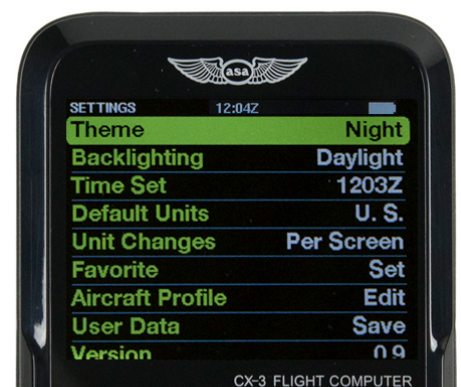 asa
SETTINGS 12:04Z
Theme Night
Backlighting Daylight
Time Set 1203Z
Default Units U. S.
Unit Changes Per Screen
Favorite Set
Aircraft Profile Edit
User Data Save
Version 0.9
CX-3 FLIGHT COMPUTER